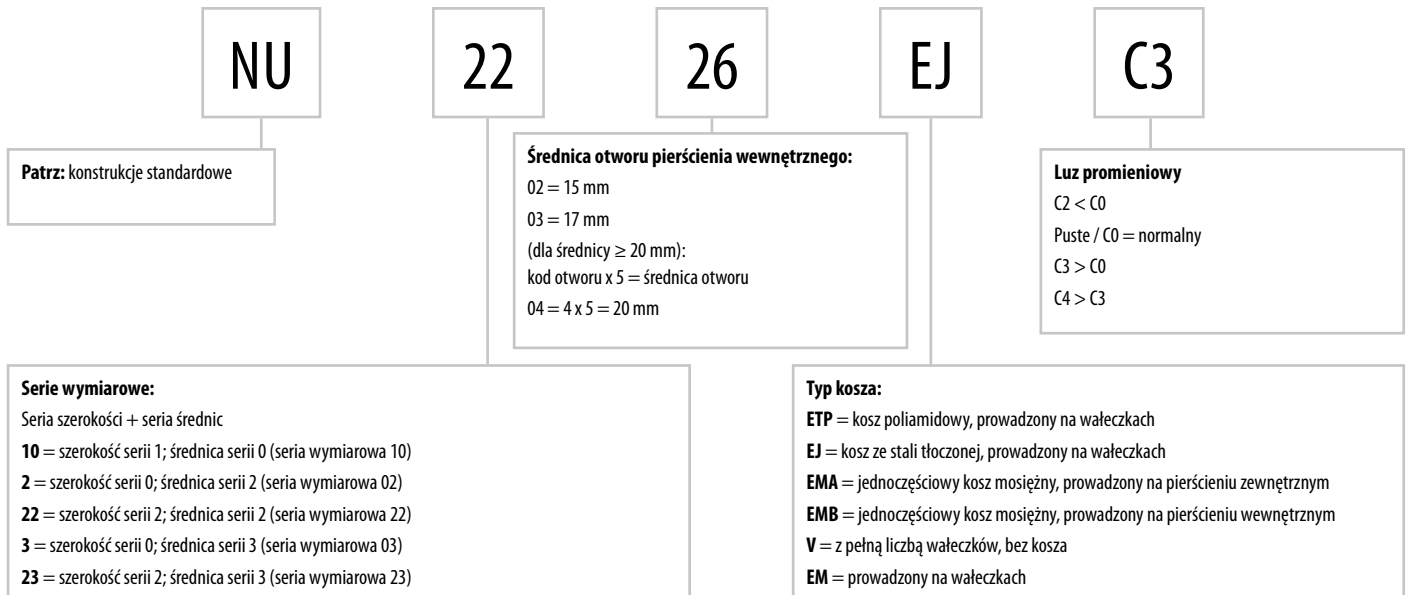 NU
22
26
EJ
C3
Patrz: konstrukcje standardowe
Średnica otworu pierścienia wewnętrznego:
02 = 15 mm
03 = 17 mm
(dla średnicy ≥ 20 mm):
kod otworu x 5 = średnica otworu
04 = 4 x 5 = 20 mm
Luz promieniowy
C2 < C0
Puste / C0 = normalny
C3 > C0
C4 > C3
Serie wymiarowe:
Seria szerokości + seria średnic
10 = szerokość serii 1; średnica serii 0 (seria wymiarowa 10)
2 = szerokość serii 0; średnica serii 2 (seria wymiarowa 02)
22 = szerokość serii 2; średnica serii 2 (seria wymiarowa 22)
3 = szerokość serii 0; średnica serii 3 (seria wymiarowa 03)
23 = szerokość serii 2; średnica serii 3 (seria wymiarowa 23)
Typ kosza:
ETP = kosz poliamidowy, prowadzony na wałeczkach
EJ = kosz ze stali tłoczonej, prowadzony na wałeczkach
EMA = jednoczęściowy kosz mosiężny, prowadzony na pierścieniu zewnętrznym
EMB = jednoczęściowy kosz mosiężny, prowadzony na pierścieniu wewnętrznym
V = z pełną liczbą wałeczków, bez kosza
EM = prowadzony na wałeczkach